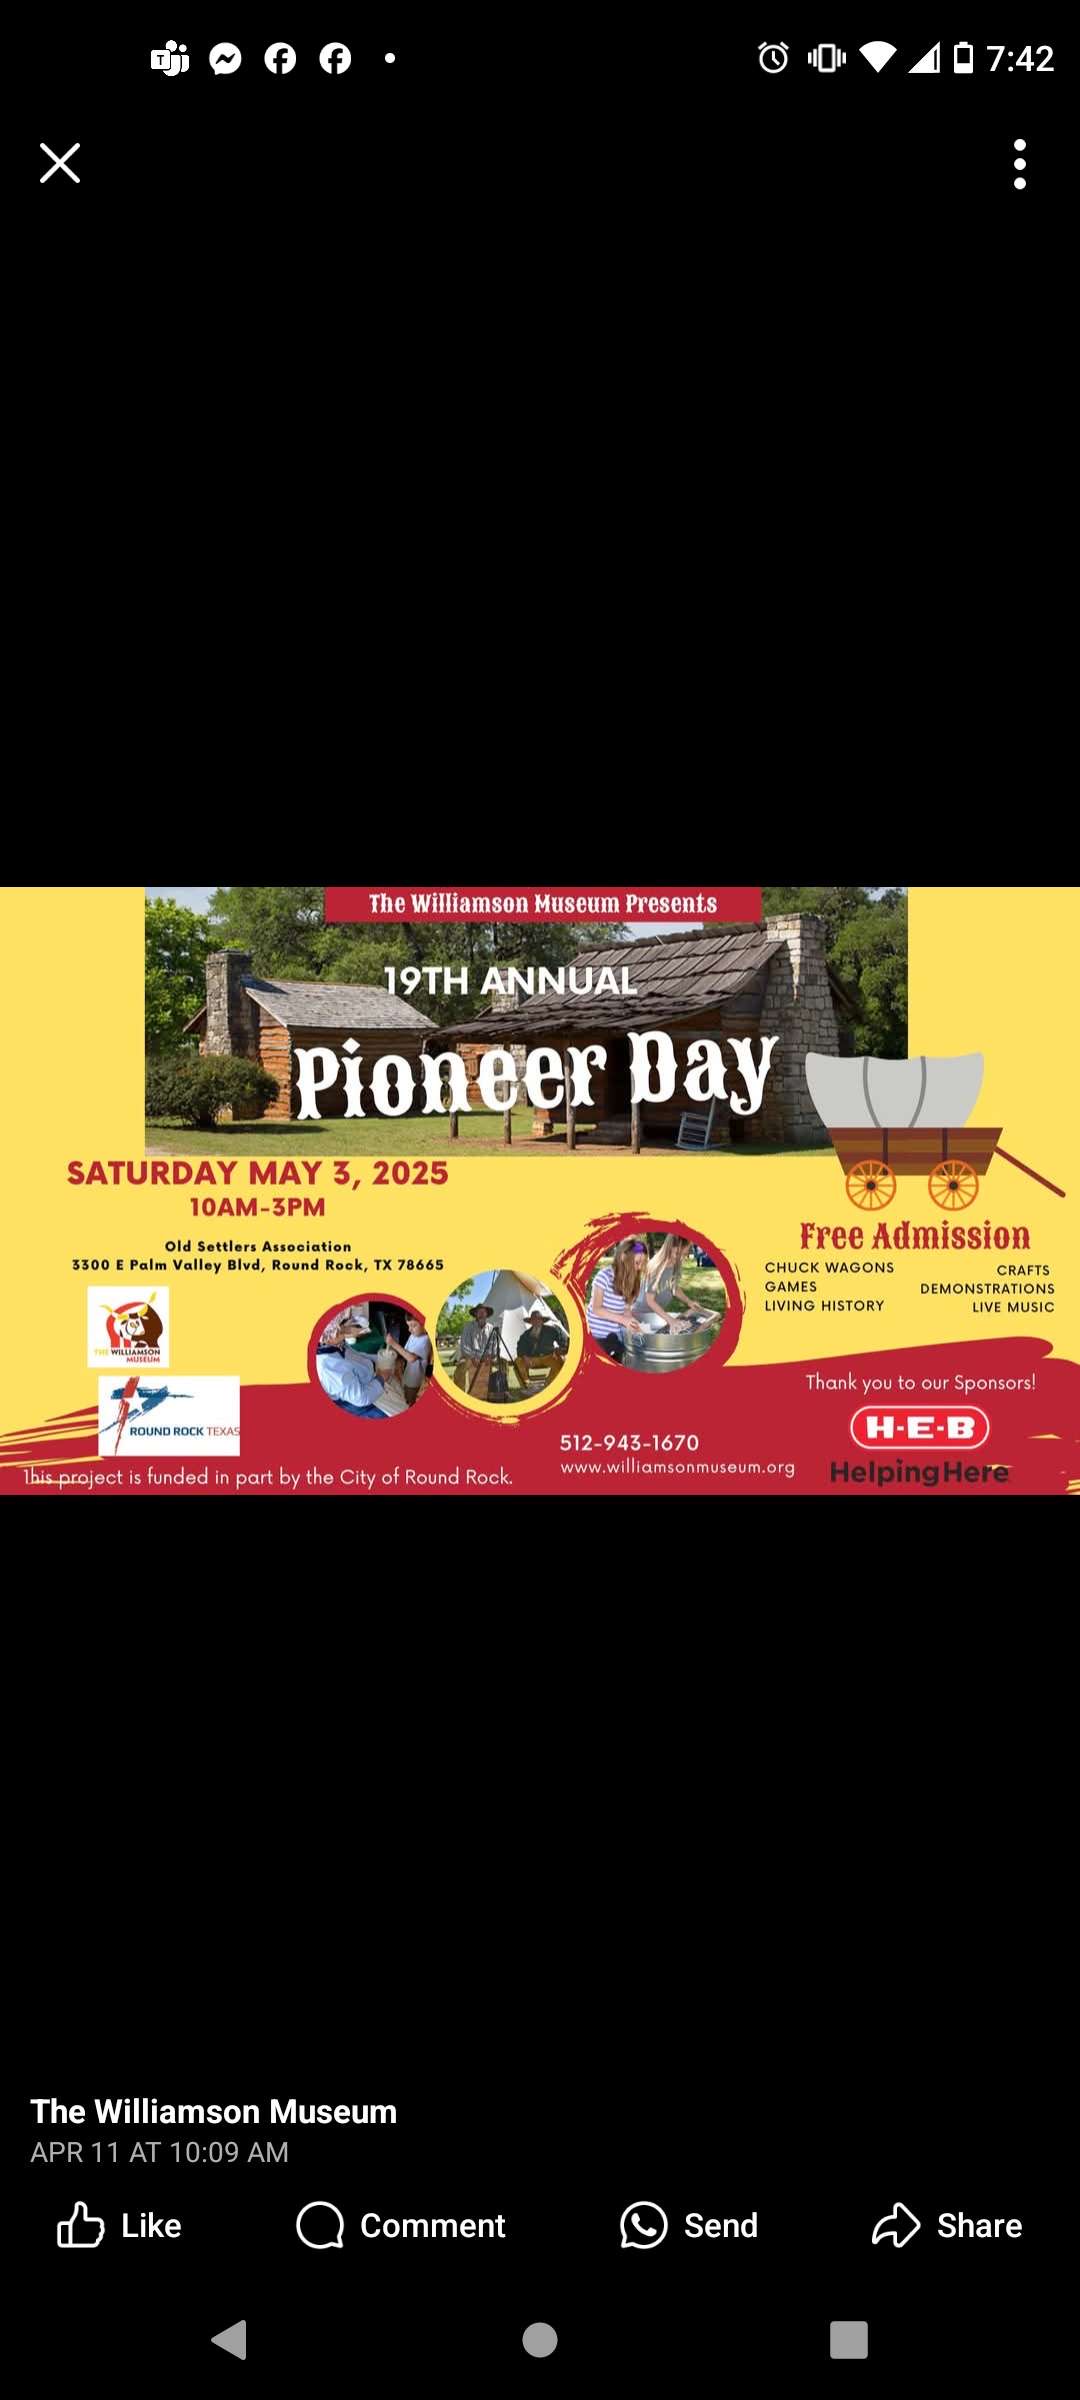 7:42
The Williamson Museum Presents
19TH ANNUAL
Pioneer Day
SATURDAY MAY 3, 2025
10AM-3PM
Old Settlers Association
3300 E Palm Valley Blvd, Round Rock, TX 78665
Free Admission
CHUCK WAGONS
GAMES
LIVING HISTORY
CRAFTS
DEMONSTRATIONS
LIVE MUSIC
THE WILLIAMSON
MUSEUM
ROUND ROCK TEXAS
This project is funded in part by the City of Round Rock.
512-943-1670
www.williamsonmuseum.org
Thank you to our Sponsors!
H-E-B
HelpingHere
The Williamson Museum
APR 11 AT 10:09 AM
Like
Comment
Send
Share